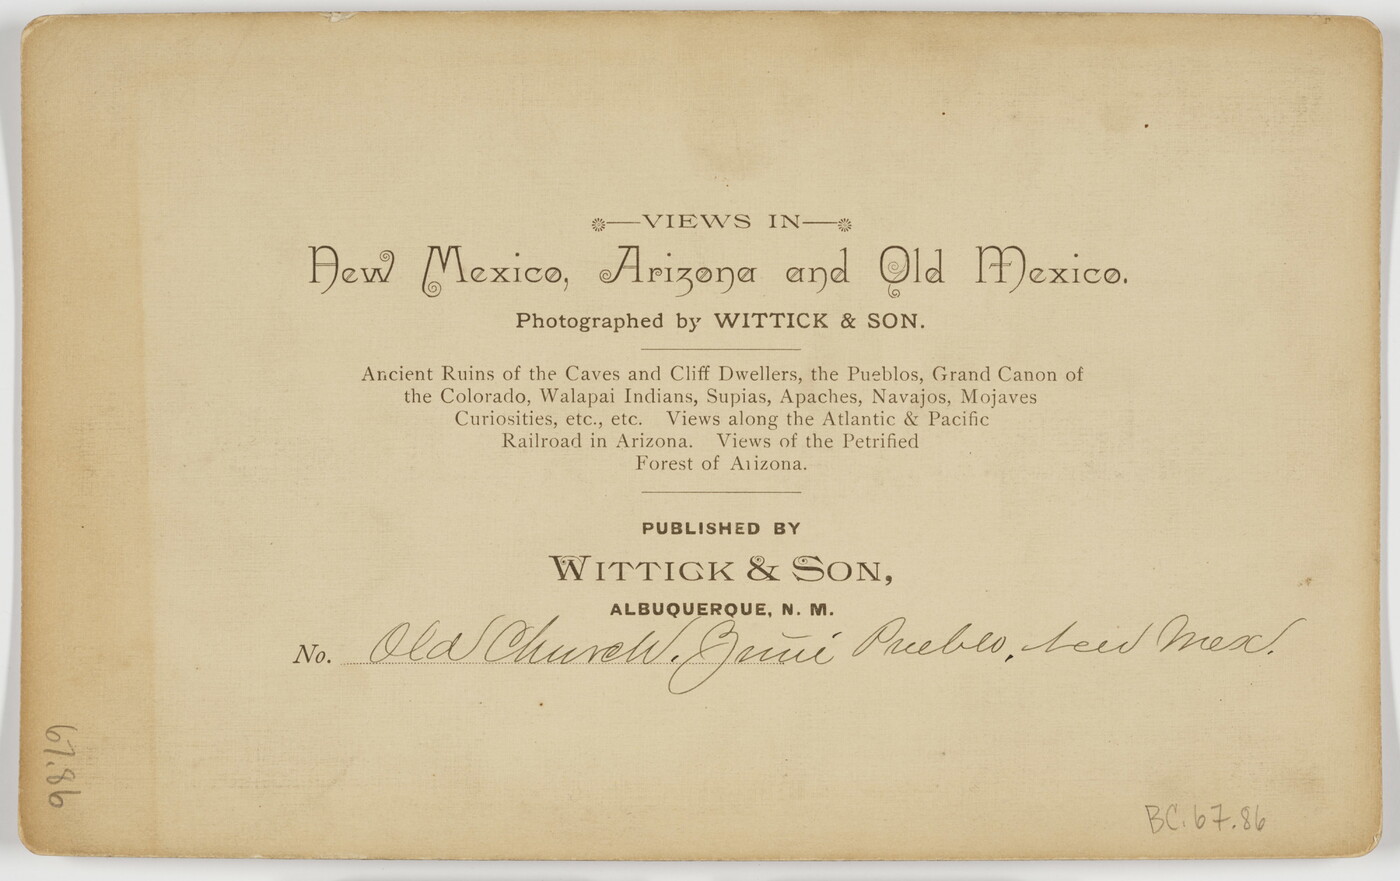 VIEWS IN
New Mexico, Arizona and Old Mexico.
Photographed by WITTICK & SON.
Ancient Ruins of the Caves and Cliff Dwellers, the Pueblos, Grand Canon of
the Colorado, Walapai Indians, Supias, Apaches, Navajos, Mojaves
Curiosities, etc., etc. Views along the Atlantic & Pacific
Railroad in Arizona. Views of the Petrified
Forest of Arizona.
PUBLISHED BY
WITTICK & SON,
ALBUQUERQUE, N. M.
No. Old Church. Zuñi Pueblo, New Mex.
67.86
BC.67.86